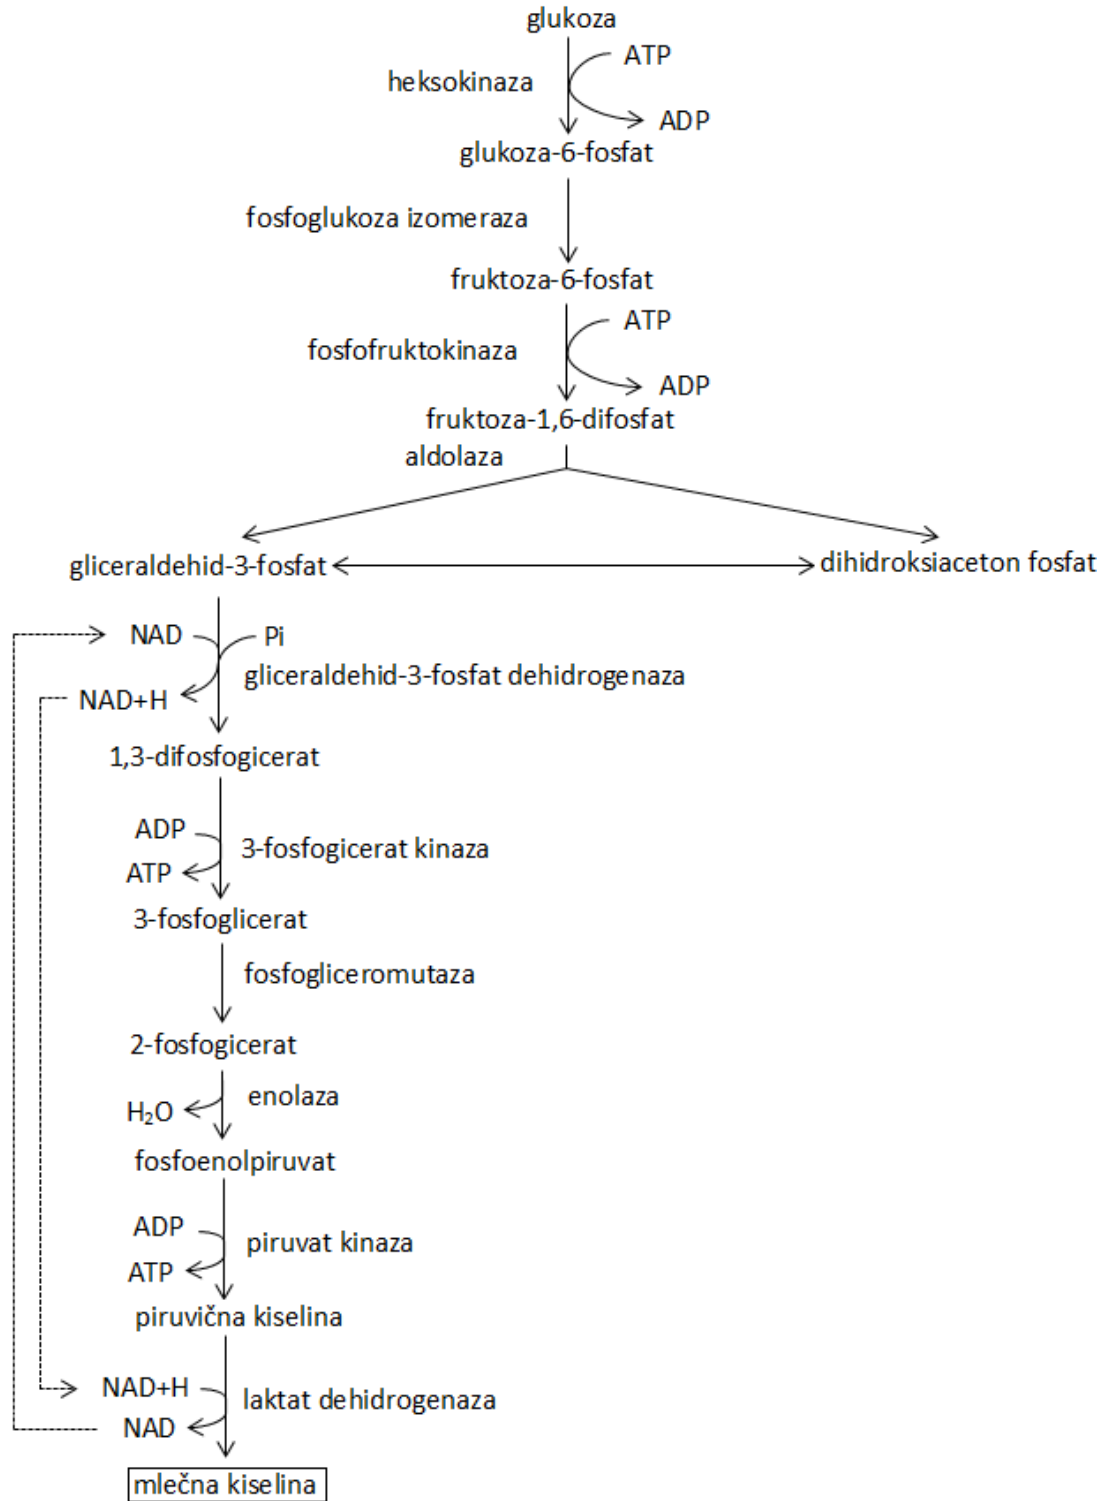 glukoza
ATP
heksokinaza
ADP
glukoza-6-fosfat
fosfoglukoza izomeraza
fruktoza-6-fosfat
ATP
fosfofruktokinaza
ADP
fruktoza-1,6-difosfat
aldolaza
gliceraldehid-3-fosfat
dihidroksiaceton fosfat
NAD
Pi
gliceraldehid-3-fosfat dehidrogenaza
NAD+H
1,3-difosfogicerat
ADP
3-fosfogicerat kinaza
ATP
3-fosfoglicerat
fosfogliceromutaza
2-fosfogicerat
enolaza
H₂O
fosfoenolpiruvat
ADP
piruvat kinaza
ATP
piruvična kiselina
NAD+H
laktat dehidrogenaza
NAD
mlečna kiselina